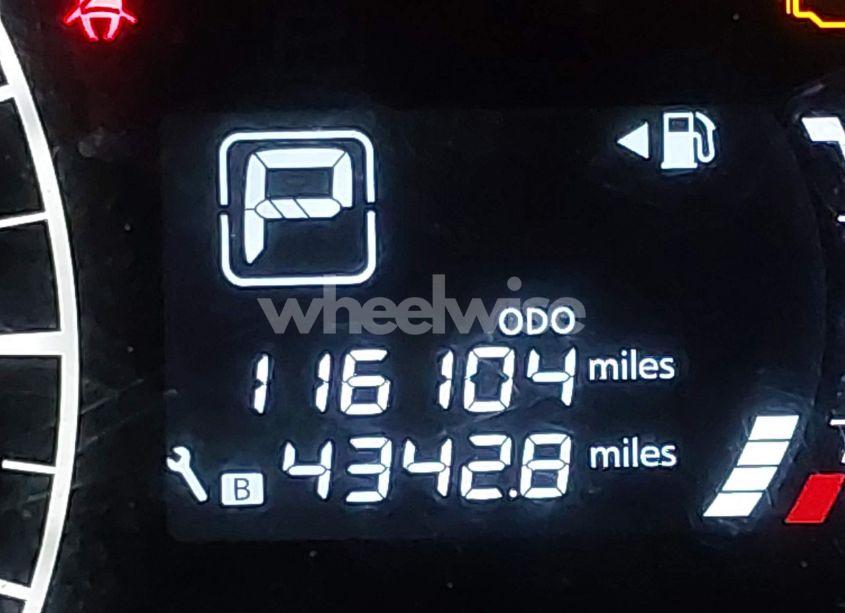 P
wheelwise
ODO
116104 miles
B 4342.8 miles